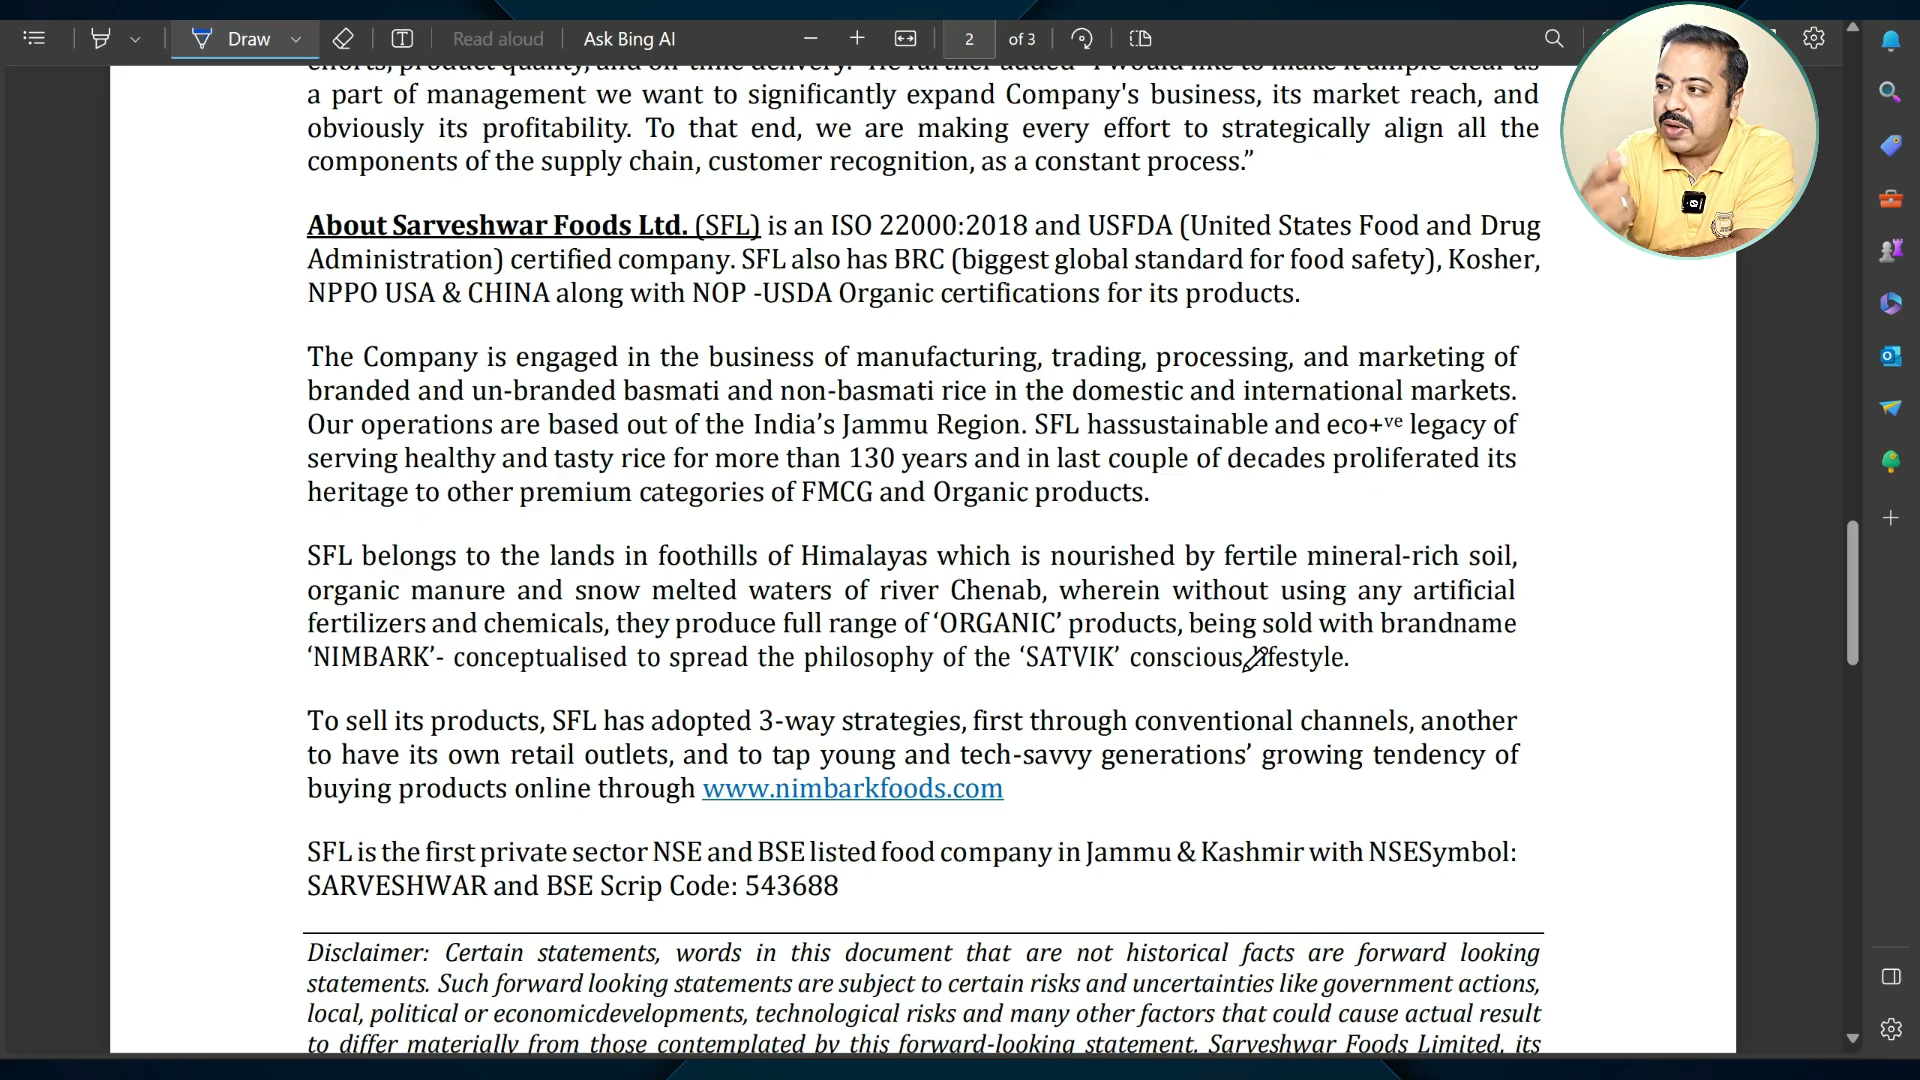 Draw
Read aloud
Ask Bing AI
2
of 3
efforts, product quality, and on-time delivery." He further added "I would like to make it ample clear as
a part of management we want to significantly expand Company's business, its market reach, and
obviously its profitability. To that end, we are making every effort to strategically align all the
components of the supply chain, customer recognition, as a constant process.”
About Sarveshwar Foods Ltd. (SFL) is an ISO 22000:2018 and USFDA (United States Food and Drug
Administration) certified company. SFL also has BRC (biggest global standard for food safety), Kosher,
NPPO USA & CHINA along with NOP -USDA Organic certifications for its products.
The Company is engaged in the business of manufacturing, trading, processing, and marketing of
branded and un-branded basmati and non-basmati rice in the domestic and international markets.
Our operations are based out of the India’s Jammu Region. SFL hassustainable and eco+ve legacy of
serving healthy and tasty rice for more than 130 years and in last couple of decades proliferated its
heritage to other premium categories of FMCG and Organic products.
SFL belongs to the lands in foothills of Himalayas which is nourished by fertile mineral-rich soil,
organic manure and snow melted waters of river Chenab, wherein without using any artificial
fertilizers and chemicals, they produce full range of ‘ORGANIC’ products, being sold with brandname
‘NIMBARK’- conceptualised to spread the philosophy of the ‘SATVIK’ conscious lifestyle.
To sell its products, SFL has adopted 3-way strategies, first through conventional channels, another
to have its own retail outlets, and to tap young and tech-savvy generations’ growing tendency of
buying products online through www.nimbarkfoods.com
SFL is the first private sector NSE and BSE listed food company in Jammu & Kashmir with NSESymbol:
SARVESHWAR and BSE Scrip Code: 543688
Disclaimer: Certain statements, words in this document that are not historical facts are forward looking
statements. Such forward looking statements are subject to certain risks and uncertainties like government actions,
local, political or economicdevelopments, technological risks and many other factors that could cause actual result
to differ materially from those contemplated by this forward-looking statement. Sarveshwar Foods Limited, its